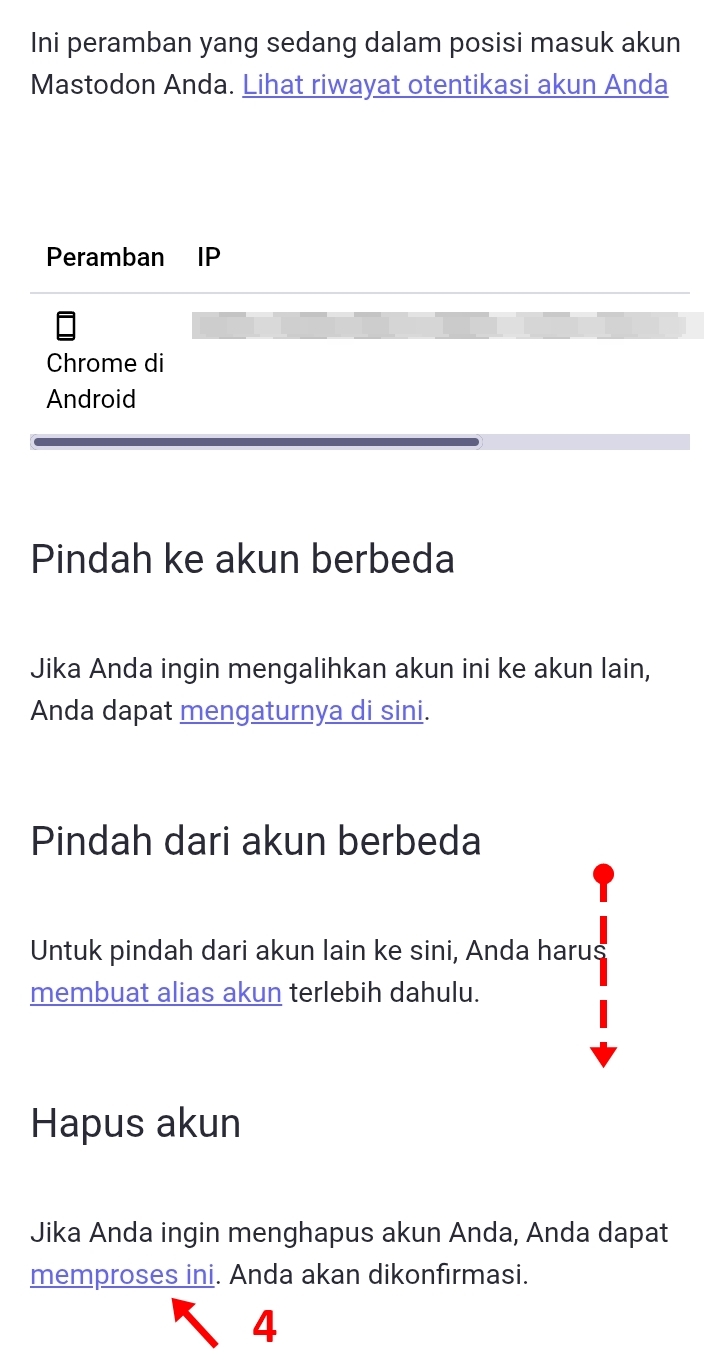 Ini peramban yang sedang dalam posisi masuk akun
Mastodon Anda. Lihat riwayat otentikasi akun Anda
Peramban IP
Chrome di
Android
Pindah ke akun berbeda
Jika Anda ingin mengalihkan akun ini ke akun lain,
Anda dapat mengaturnya di sini.
Pindah dari akun berbeda
Untuk pindah dari akun lain ke sini, Anda harus
membuat alias akun terlebih dahulu.
Hapus akun
Jika Anda ingin menghapus akun Anda, Anda dapat
memproses ini. Anda akan dikonfirmasi.
4